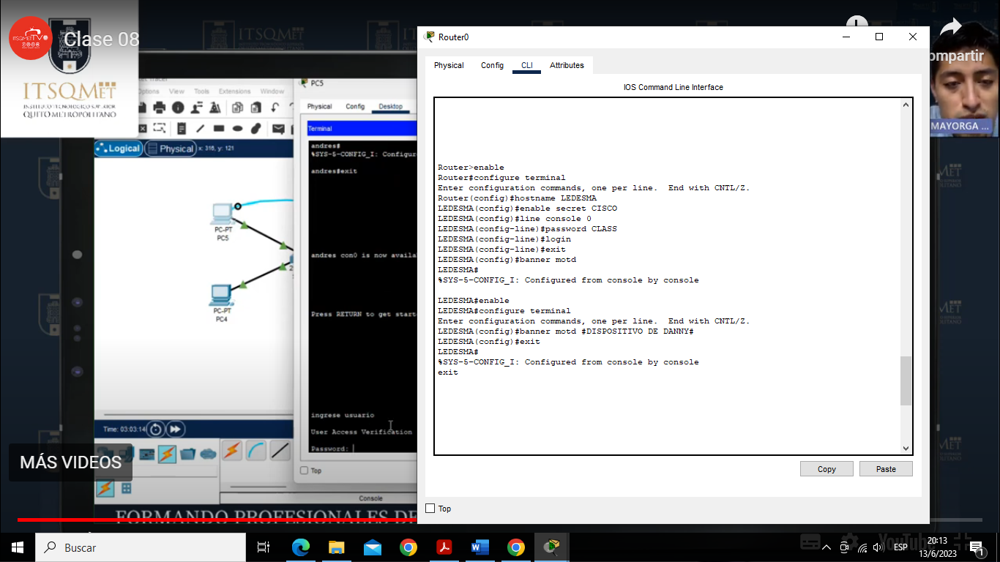 Clase 08
ITSQMETTV
ITSQMET
INSTITUTO TECNOLÓGICO SUPERIOR
QUITO METROPOLITANO
MÁS VIDEOS
ITSQMET
Options View Tools Extensions Window
Logical Physical x: 316, y: 121
PC-PT
PC5
PC-PT
PC4
Time: 03:03:14
FORMANDO PROFESIONALES DE
PC5
Physical Config Desktop
Terminal
andres#
%SYS-5-CONFIG_I: Configure
andres#exit
andres con0 is now availa
Press RETURN to get start
ingrese usuario
User Access Verification
Password:
Top
Console
Router0
Physical Config CLI Attributes
IOS Command Line Interface
Router>enable
Router#configure terminal
Enter configuration commands, one per line. End with CNTL/Z.
Router(config)#hostname LEDESMA
LEDESMA(config)#enable secret CISCO
LEDESMA(config)#line console 0
LEDESMA(config-line)#password CLASS
LEDESMA(config-line)#login
LEDESMA(config-line)#exit
LEDESMA(config)#banner motd
LEDESMA#
%SYS-5-CONFIG_I: Configured from console by console
LEDESMA#enable
LEDESMA#configure terminal
Enter configuration commands, one per line. End with CNTL/Z.
LEDESMA(config)#banner motd #DISPOSITIVO DE DANNY#
LEDESMA(config)#exit
LEDESMA#
%SYS-5-CONFIG_I: Configured from console by console
exit
Copy Paste
Top
ompartir
MAYORGA ...
YouTube
Buscar
ESP
20:13
13/6/2023
1